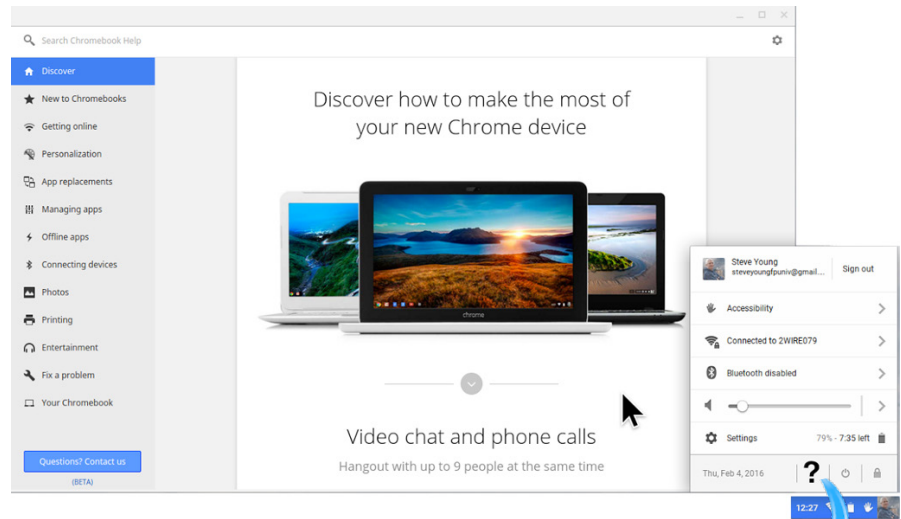 Search Chromebook Help
Discover
New to Chromebooks
Getting online
Personalization
App replacements
Managing apps
Offline apps
Connecting devices
Photos
Printing
Entertainment
Fix a problem
Your Chromebook
Questions? Contact us
(BETA)
Discover how to make the most of
your new Chrome device
chrome
Video chat and phone calls
Hangout with up to 9 people at the same time
Steve Young
steveyoungfpuniv@gmail...
Sign out
Accessibility
Connected to 2WIRE079
Bluetooth disabled
Settings
79% - 7:35 left
Thu, Feb 4, 2016
?
12:27